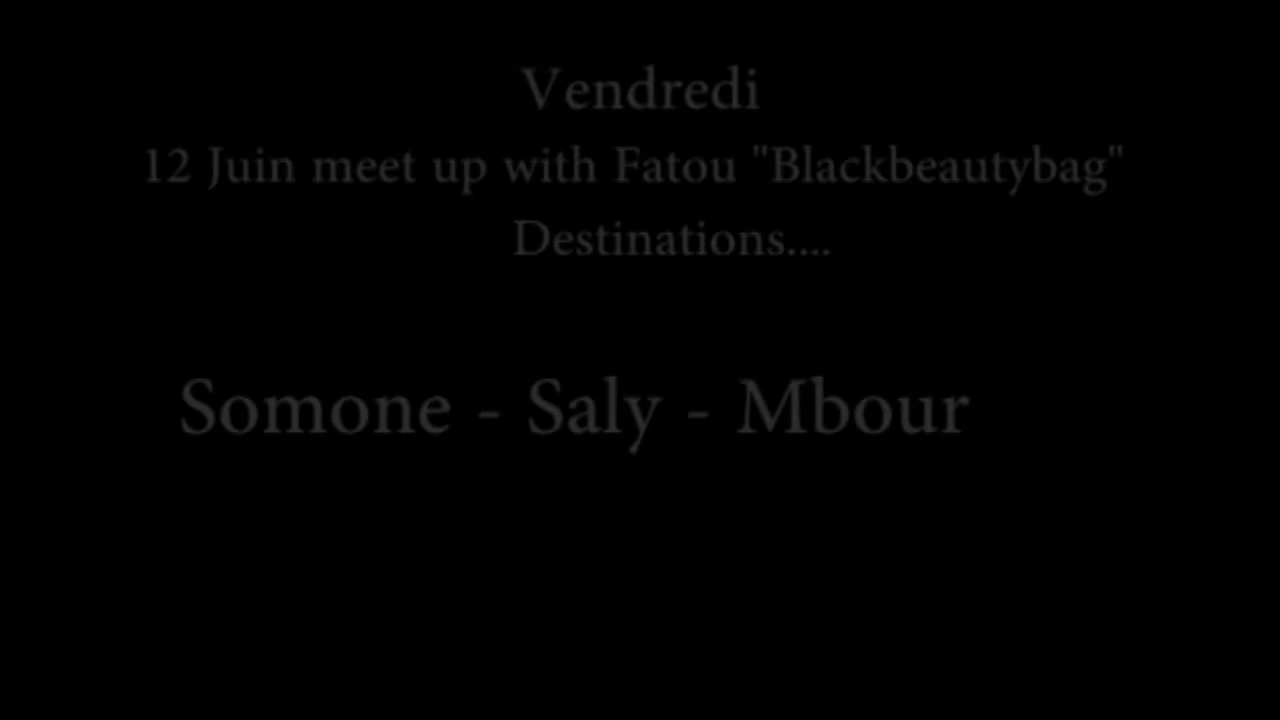 Vendredi
12 Juin meet up with Fatou "Blackbeautybag"
Destinations....
Somone - Saly - Mbour